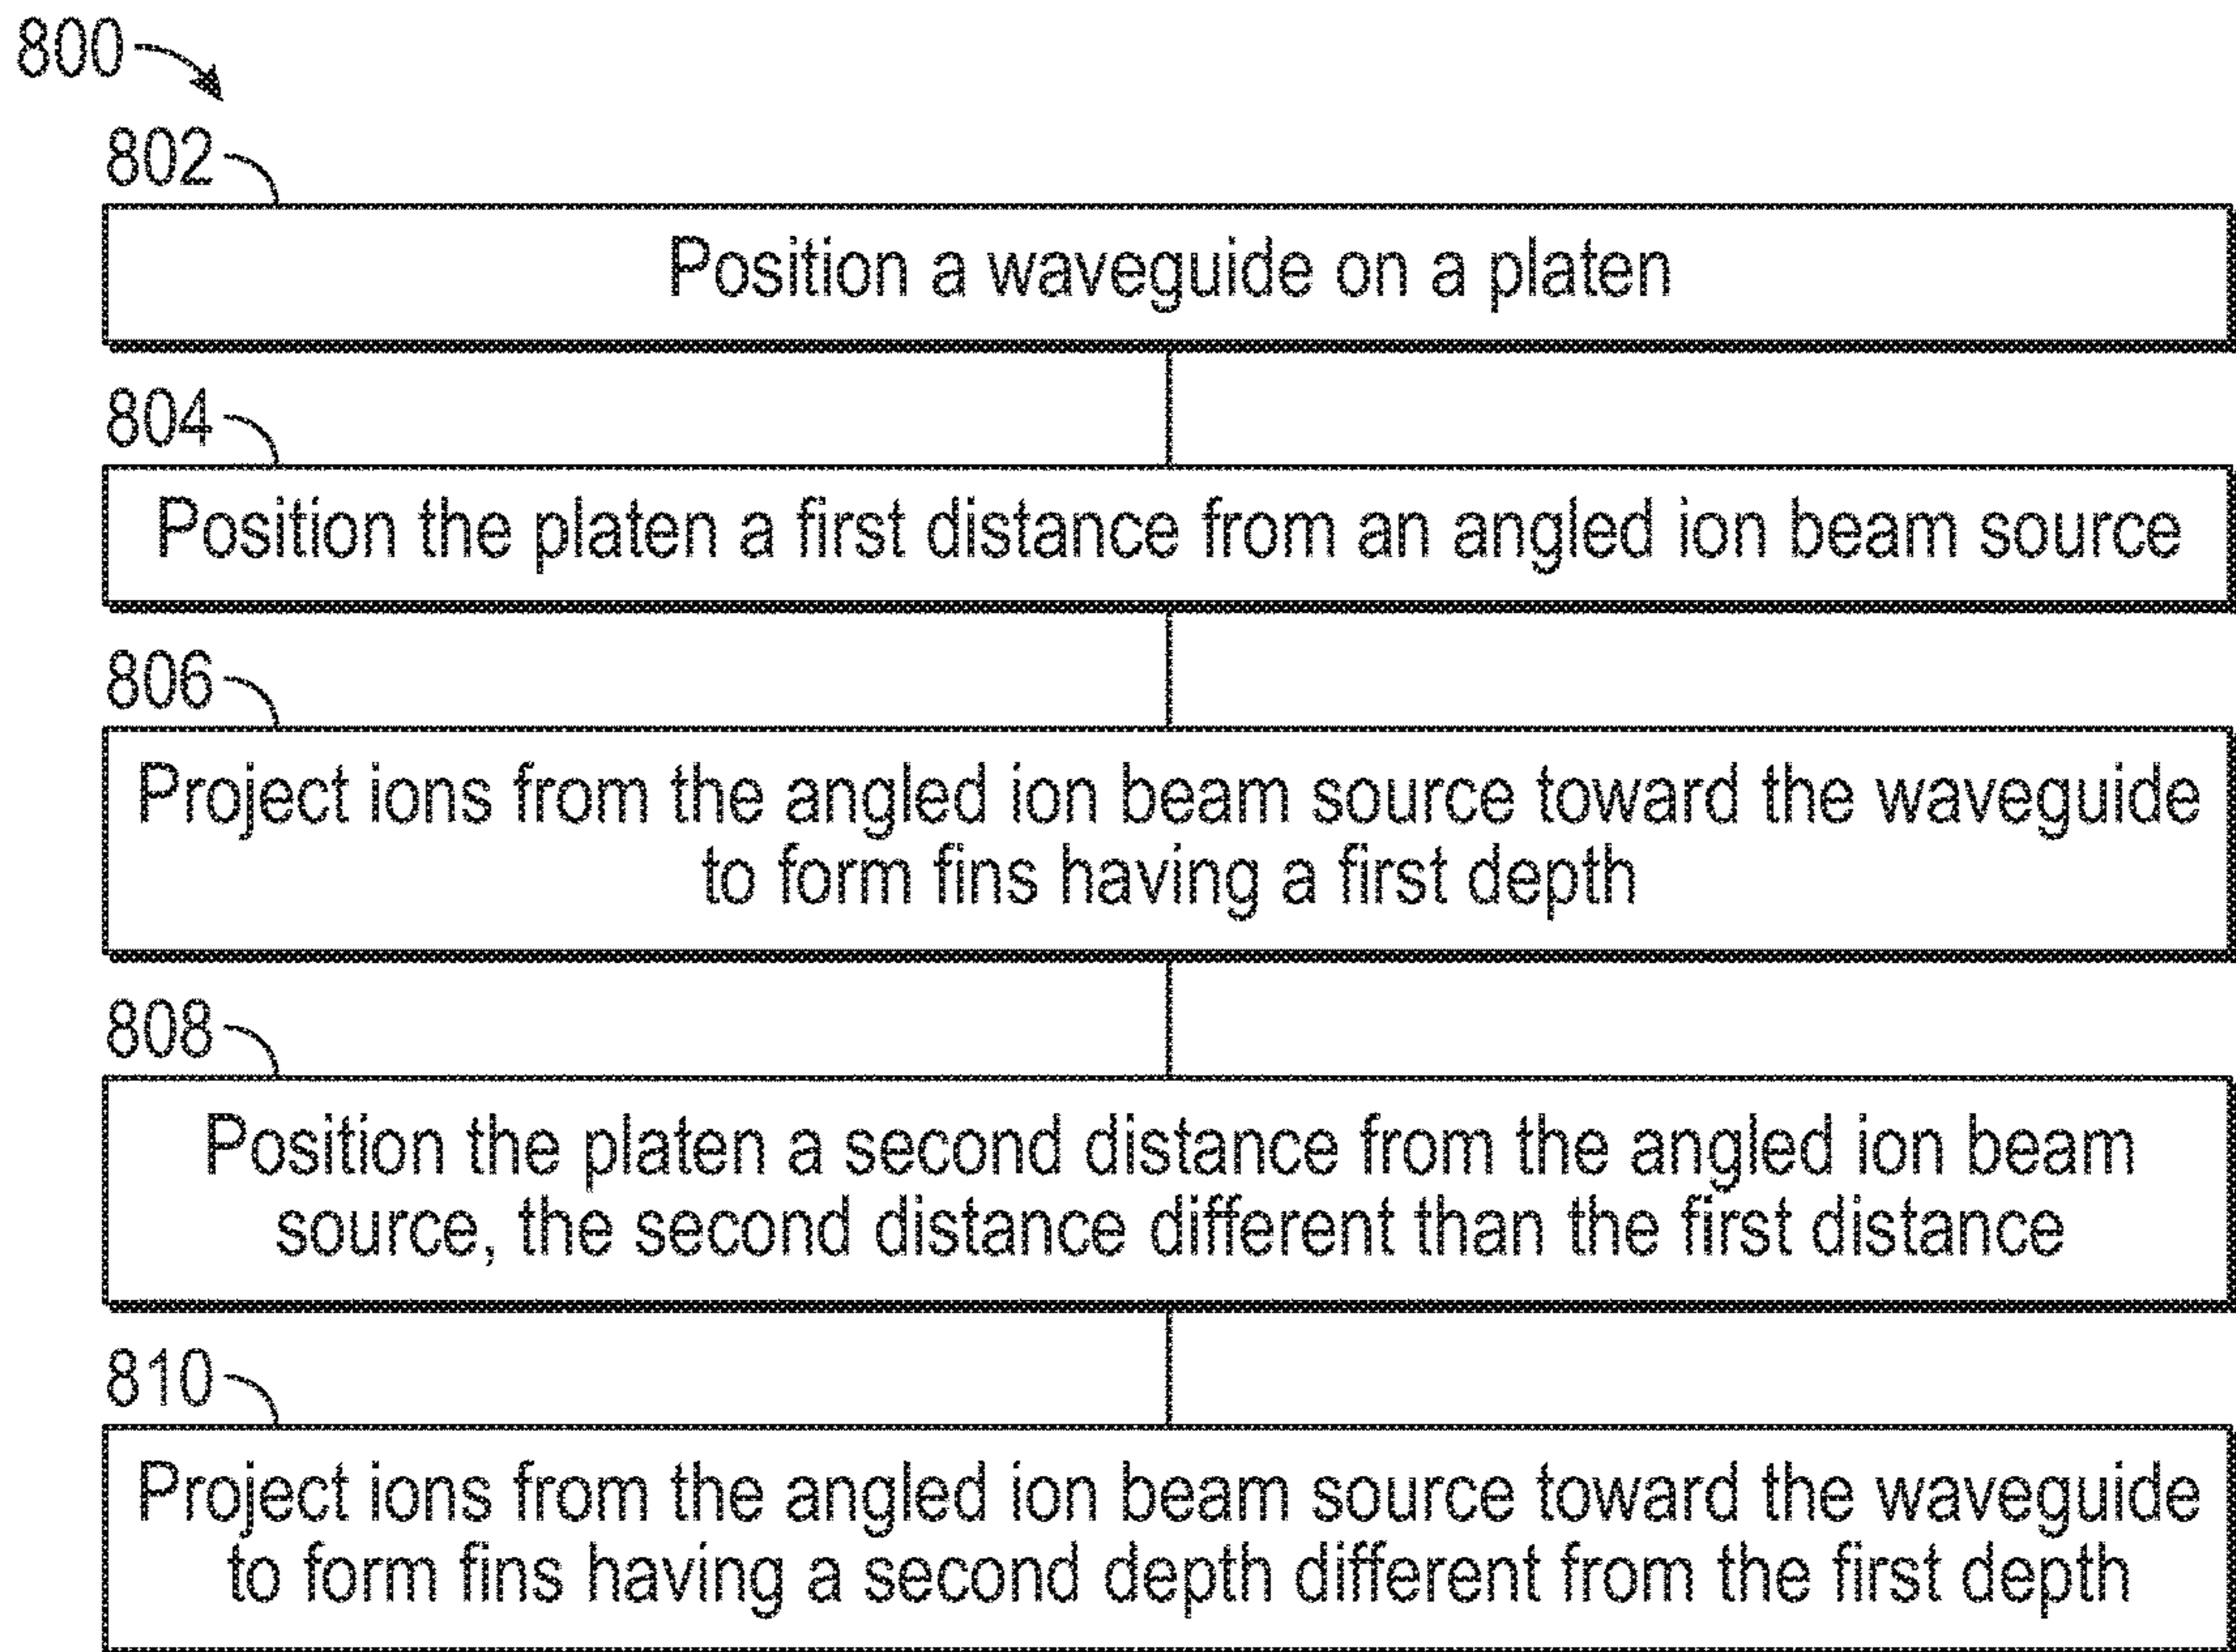 800
802
Position a waveguide on a platen
804
Position the platen a first distance from an angled ion beam source
806
Project ions from the angled ion beam source toward the waveguide
to form fins having a first depth
808
Position the platen a second distance from the angled ion beam
source, the second distance different than the first distance
810
Project ions from the angled ion beam source toward the waveguide
to form fins having a second depth different from the first depth